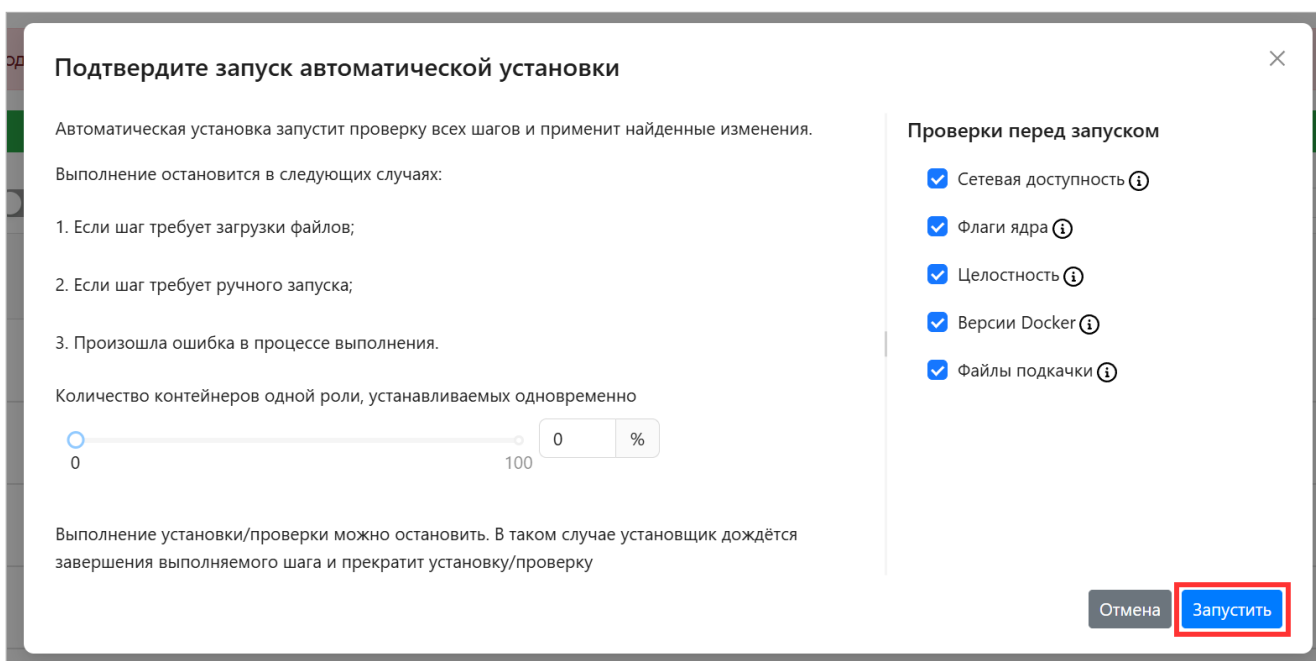 од
Подтвердите запуск автоматической установки
Автоматическая установка запустит проверку всех шагов и применит найденные изменения.
Выполнение остановится в следующих случаях:
1. Если шаг требует загрузки файлов;
2. Если шаг требует ручного запуска;
3. Произошла ошибка в процессе выполнения.
Количество контейнеров одной роли, устанавливаемых одновременно
0 %
0 100
Выполнение установки/проверки можно остановить. В таком случае установщик дождётся
завершения выполняемого шага и прекратит установку/проверку
Проверки перед запуском
Сетевая доступность
Флаги ядра
Целостность
Версии Docker
Файлы подкачки
Отмена Запустить